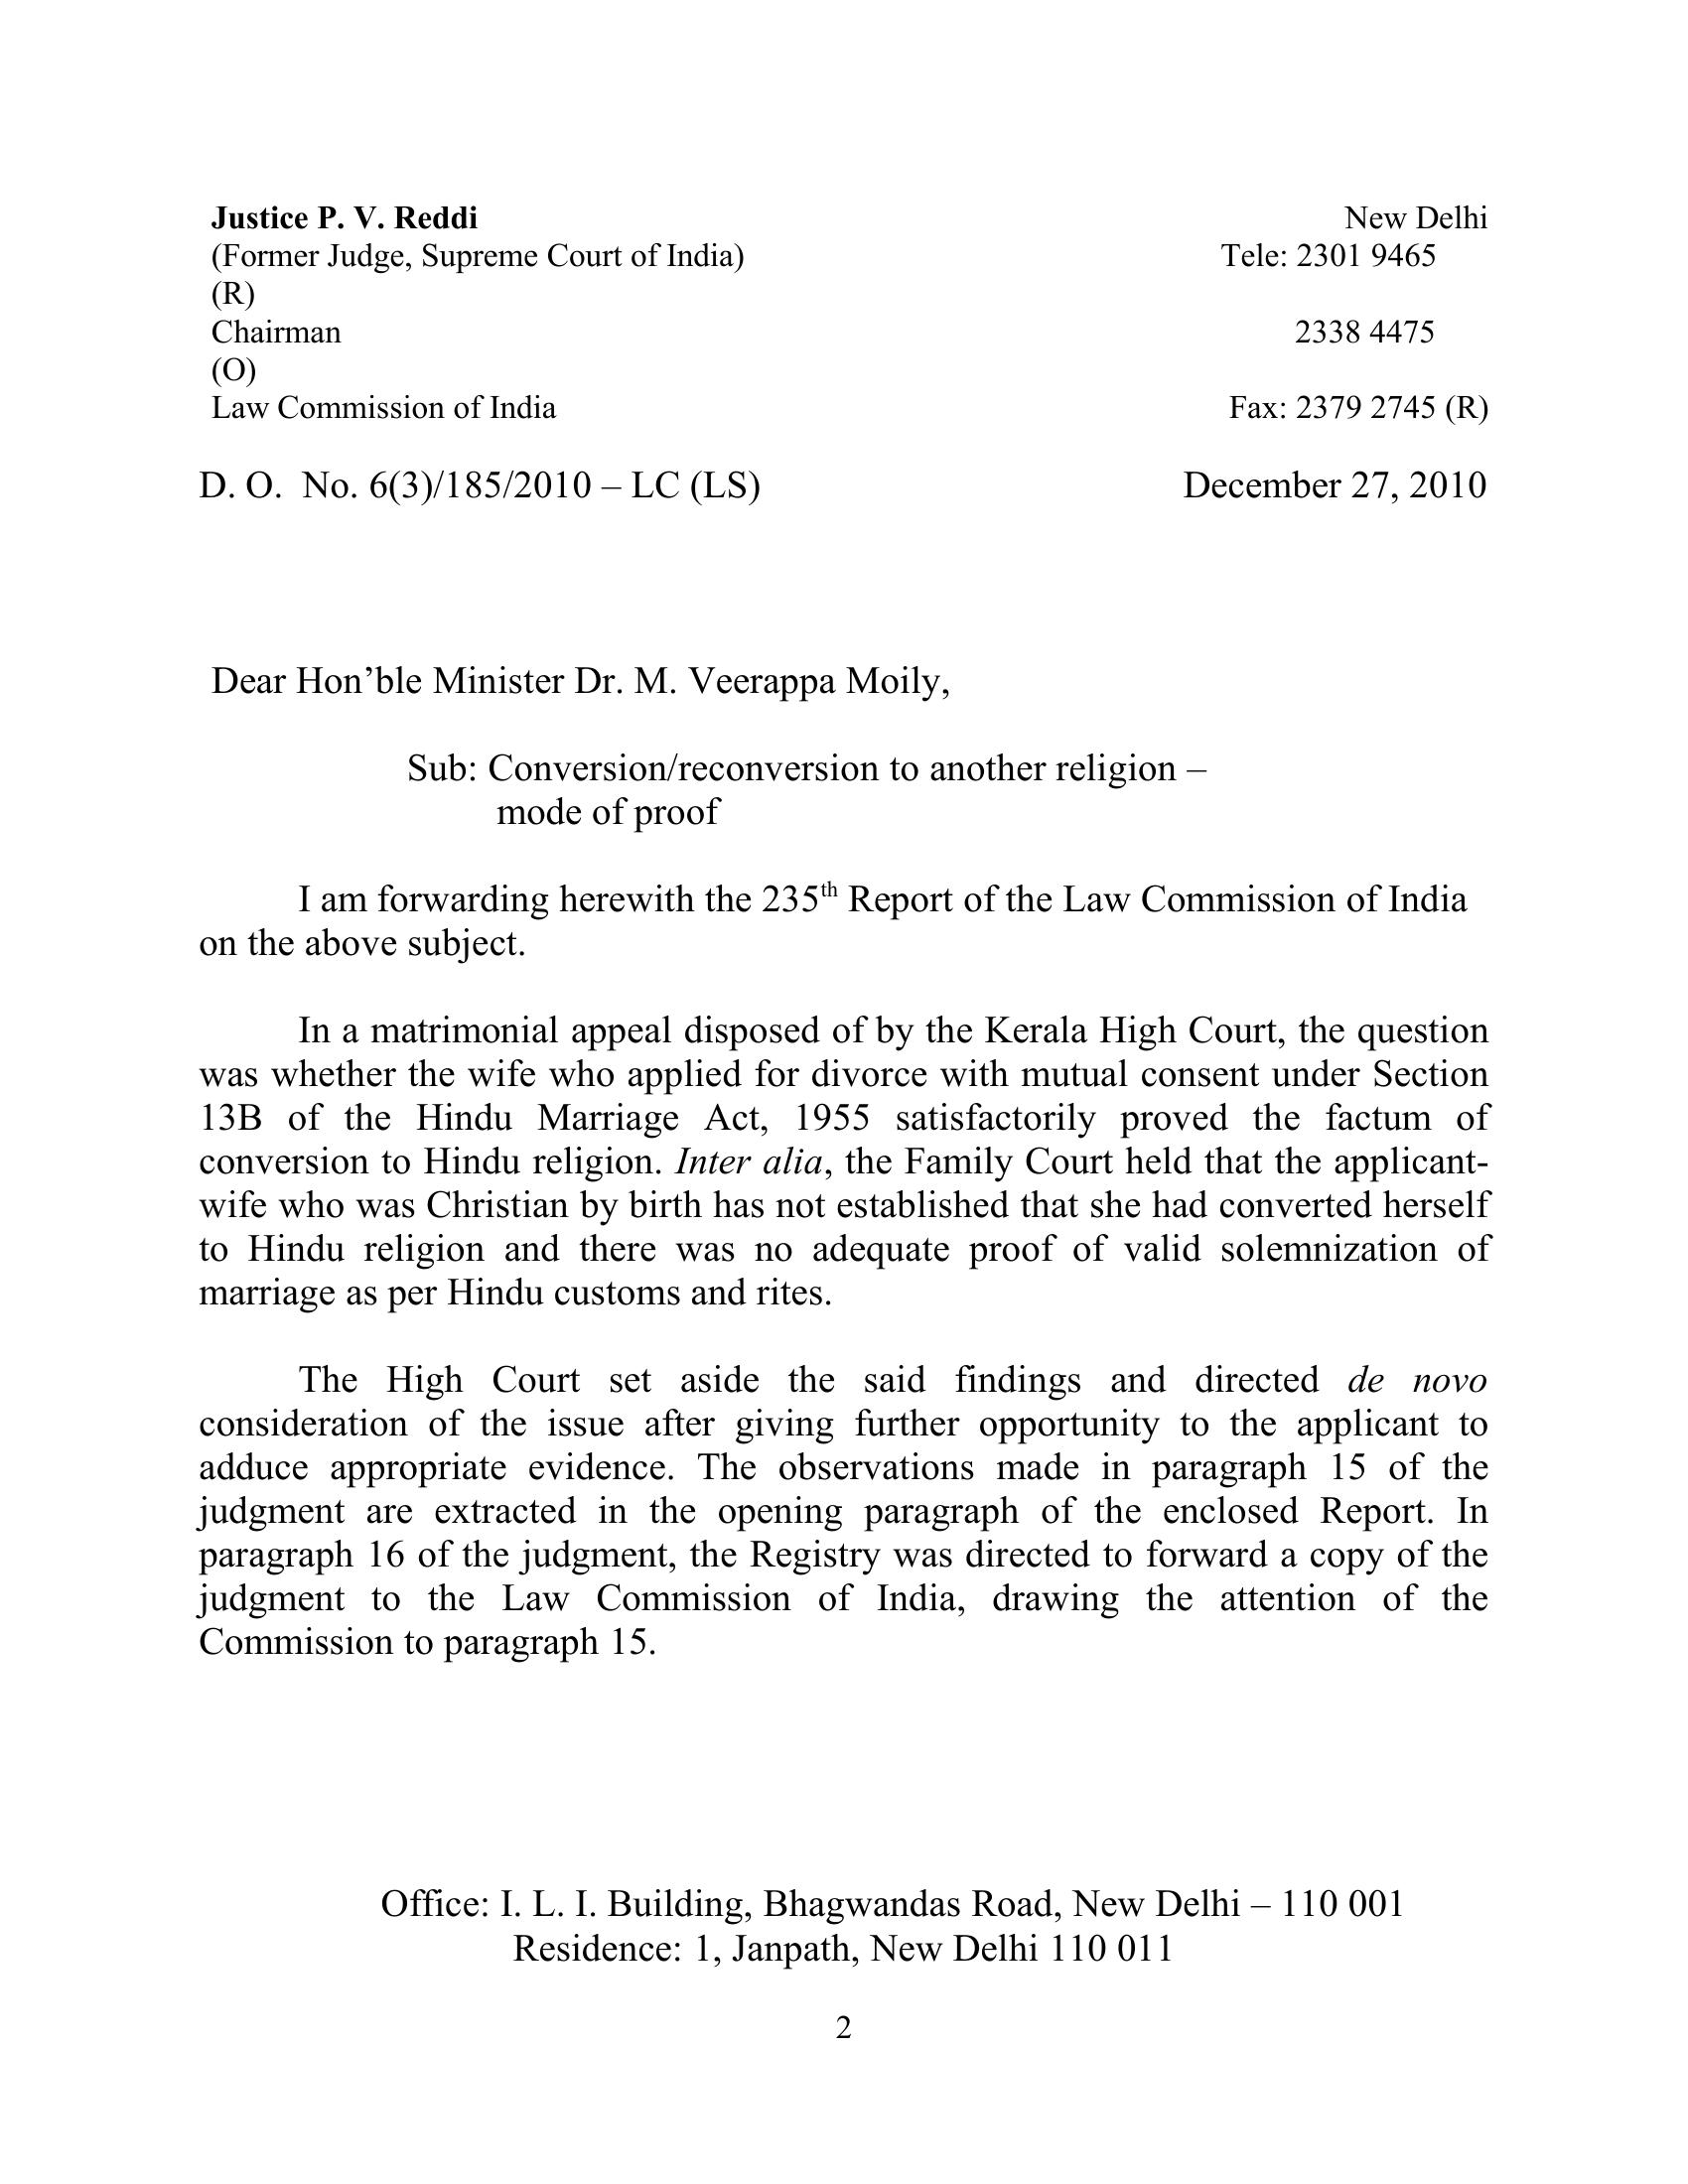 Justice P. V. Reddi New Delhi
(Former Judge, Supreme Court of India) Tele: 2301 9465
(R)
Chairman 2338 4475
(O)
Law Commission of India Fax: 2379 2745 (R)
D. O. No. 6(3)/185/2010 – LC (LS) December 27, 2010
Dear Hon’ble Minister Dr. M. Veerappa Moily,
Sub: Conversion/reconversion to another religion –
mode of proof
I am forwarding herewith the 235th Report of the Law Commission of India
on the above subject.
In a matrimonial appeal disposed of by the Kerala High Court, the question
was whether the wife who applied for divorce with mutual consent under Section
13B of the Hindu Marriage Act, 1955 satisfactorily proved the factum of
conversion to Hindu religion. Inter alia, the Family Court held that the applicant-
wife who was Christian by birth has not established that she had converted herself
to Hindu religion and there was no adequate proof of valid solemnization of
marriage as per Hindu customs and rites.
The High Court set aside the said findings and directed de novo
consideration of the issue after giving further opportunity to the applicant to
adduce appropriate evidence. The observations made in paragraph 15 of the
judgment are extracted in the opening paragraph of the enclosed Report. In
paragraph 16 of the judgment, the Registry was directed to forward a copy of the
judgment to the Law Commission of India, drawing the attention of the
Commission to paragraph 15.
Office: I. L. I. Building, Bhagwandas Road, New Delhi – 110 001
Residence: 1, Janpath, New Delhi 110 011
2